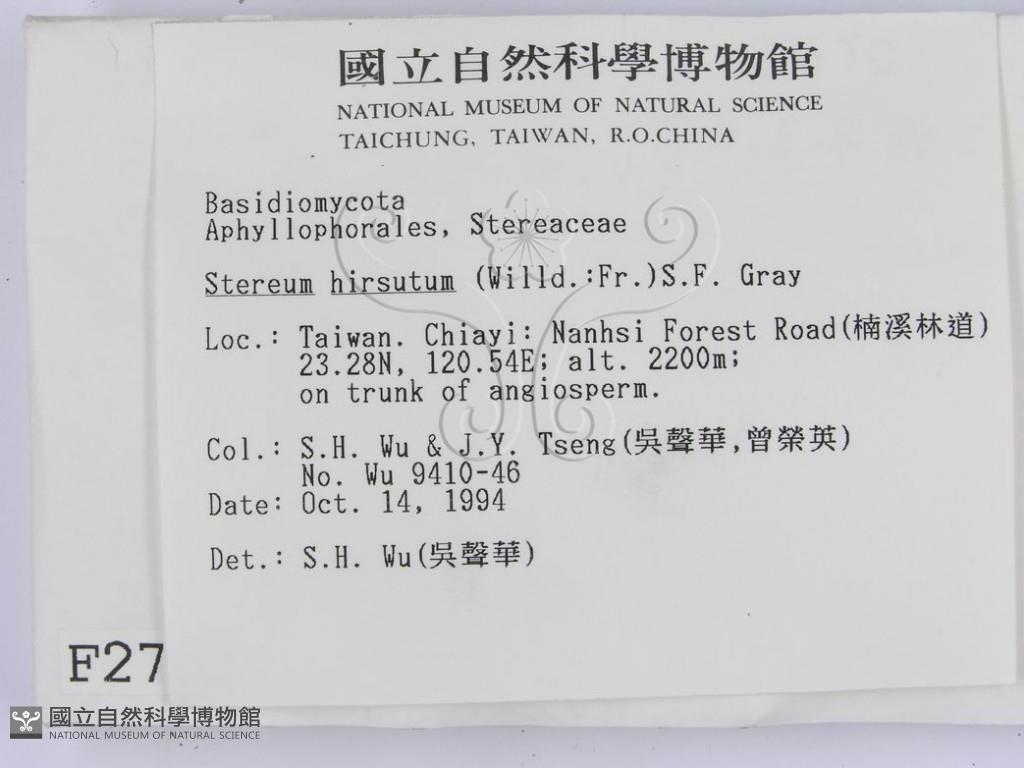 國立自然科學博物館
NATIONAL MUSEUM OF NATURAL SCIENCE
TAICHUNG, TAIWAN, R.O.CHINA
Basidiomycota
Aphyllophorales, Stereaceae
Stereum hirsutum (Willd.:Fr.)S.F. Gray
Loc.: Taiwan. Chiayi: Nanhsi Forest Road(楠溪林道)
23.28N, 120.54E; alt. 2200m;
on trunk of angiosperm.
Col.: S.H. Wu & J.Y. Tseng(吳聲華,曾榮英)
No. Wu 9410-46
Date: Oct. 14, 1994
Det.: S.H. Wu(吳聲華)
F27
國立自然科學博物館
NATIONAL MUSEUM OF NATURAL SCIENCE